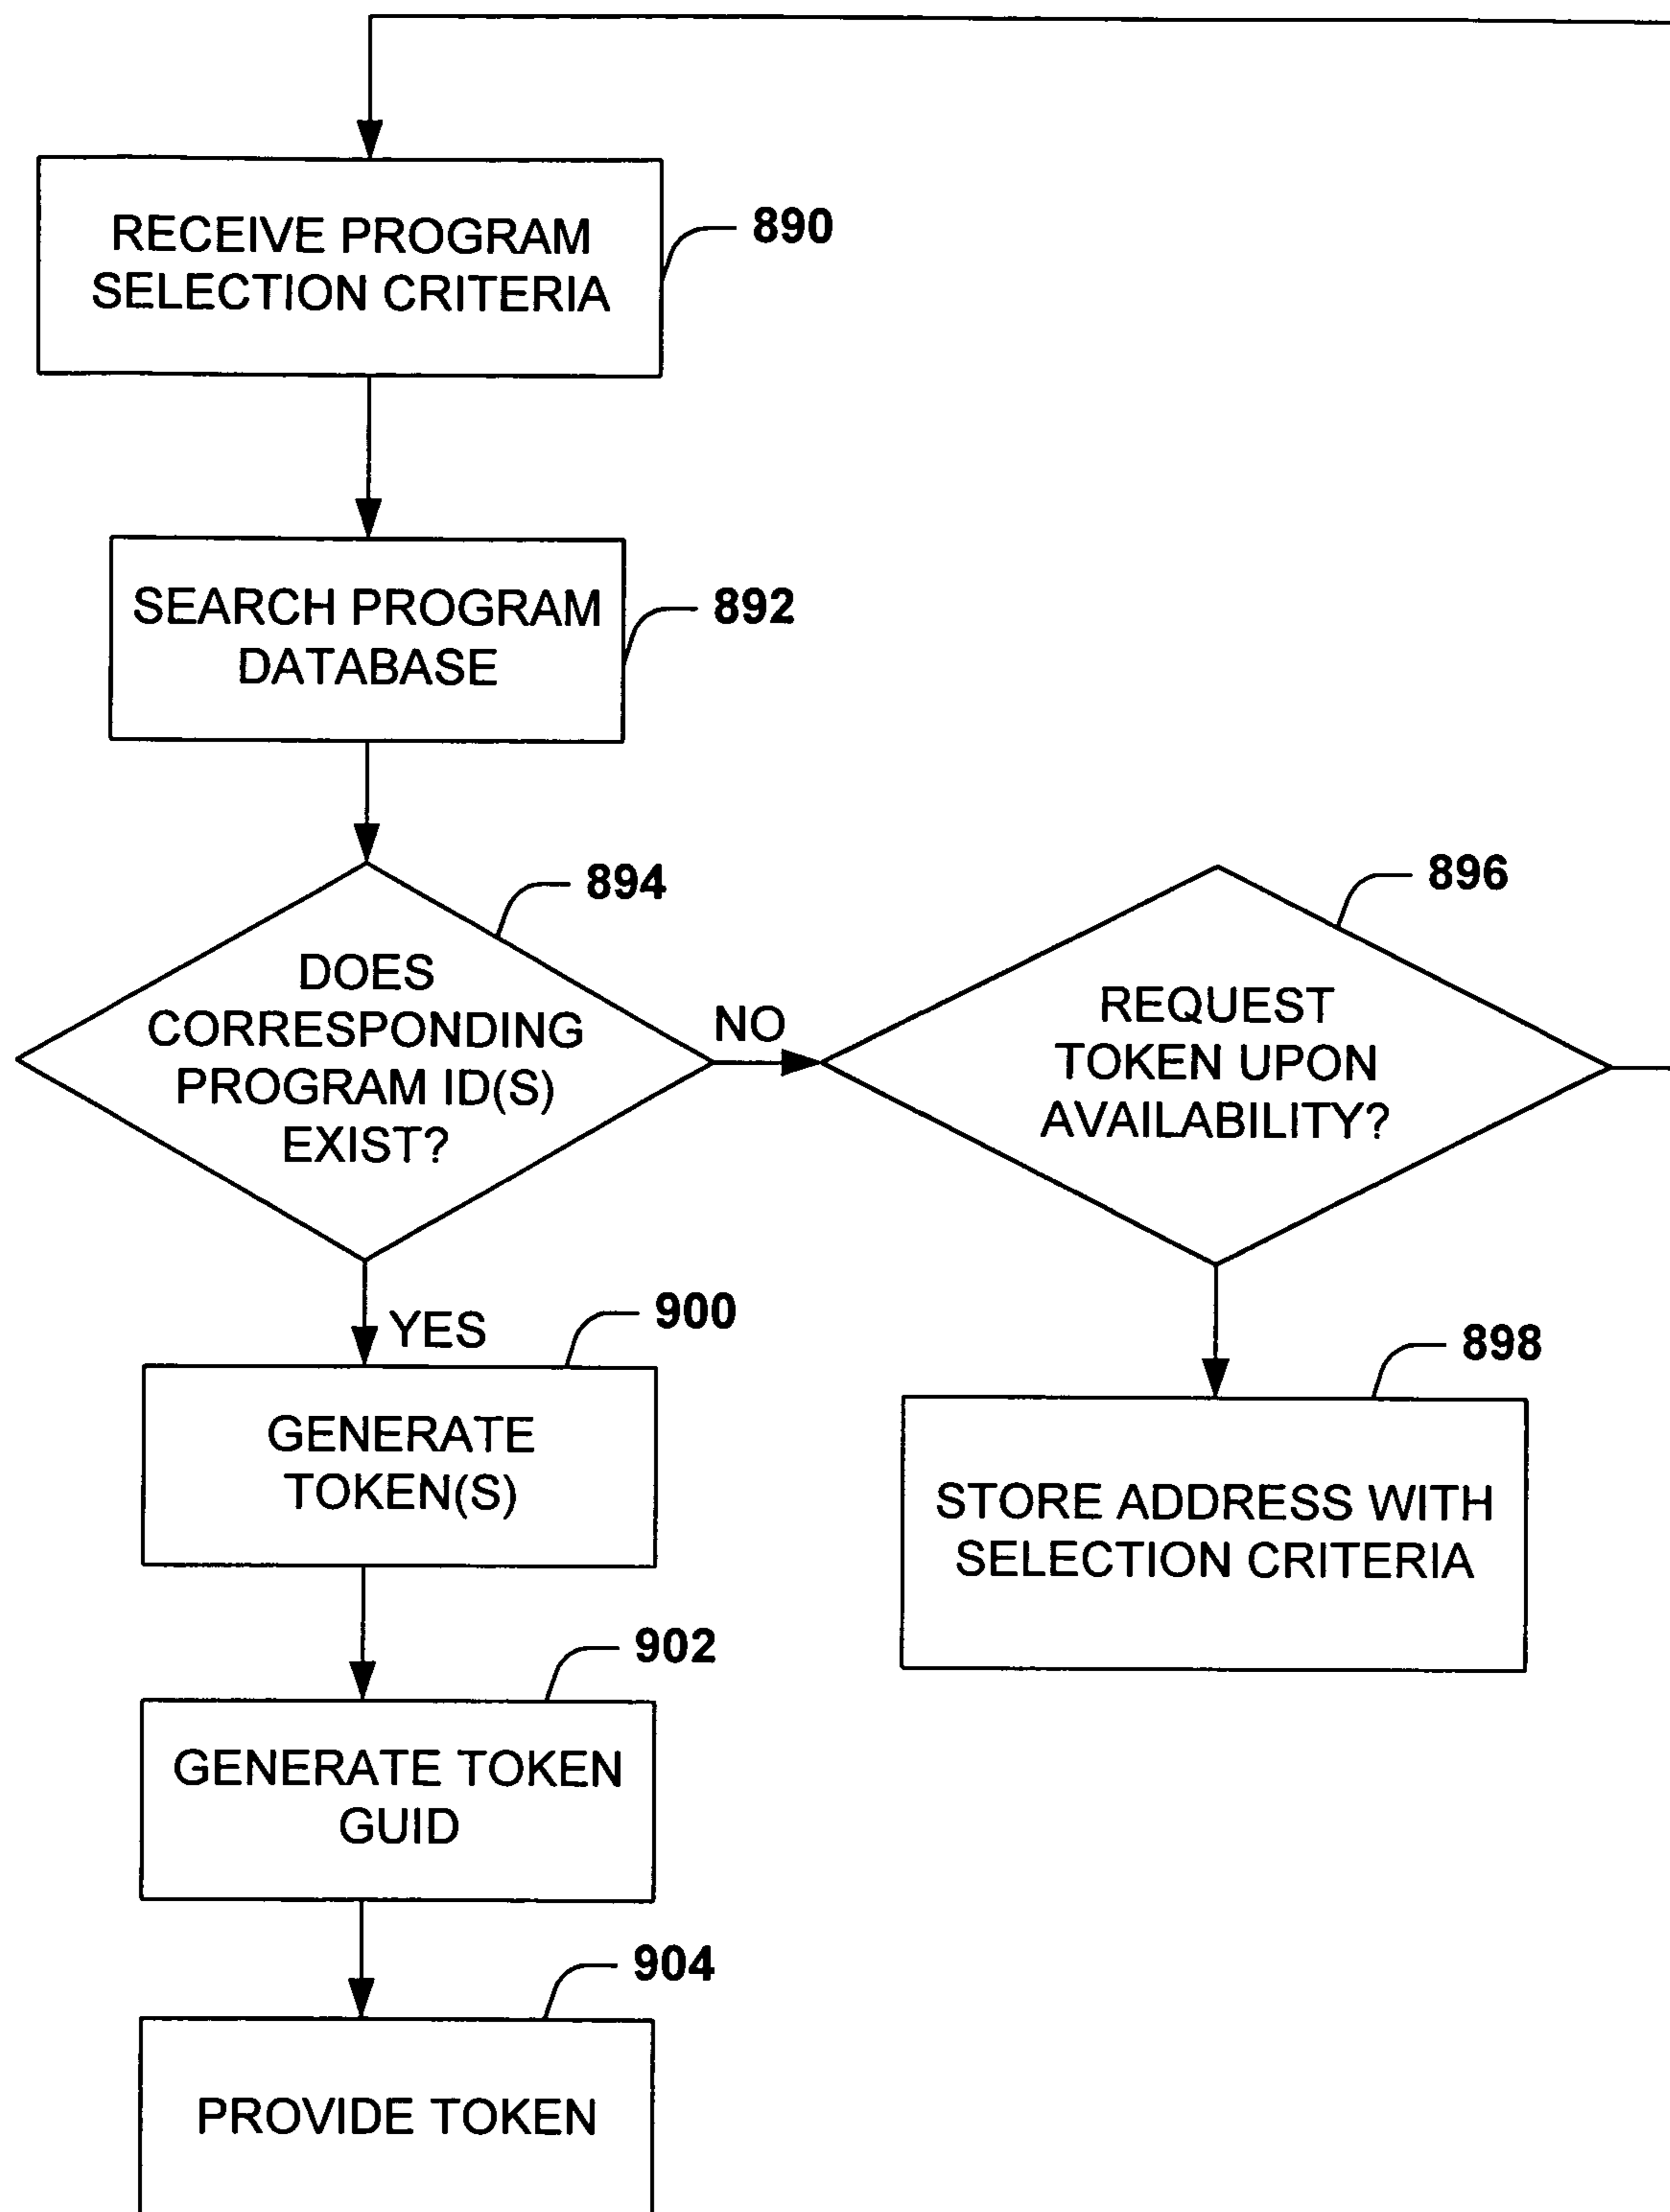 RECEIVE PROGRAM
SELECTION CRITERIA
890
SEARCH PROGRAM
DATABASE
892
894
DOES
CORRESPONDING
PROGRAM ID(S)
EXIST?
NO
896
REQUEST
TOKEN UPON
AVAILABILITY?
YES
900
GENERATE
TOKEN(S)
898
STORE ADDRESS WITH
SELECTION CRITERIA
902
GENERATE TOKEN
GUID
904
PROVIDE TOKEN